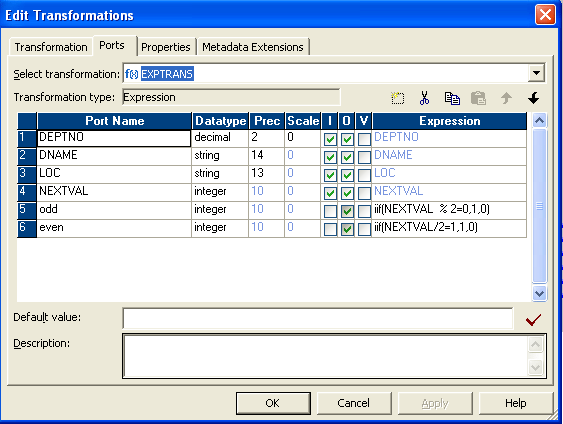 Edit Transformations
Transformation Ports Properties Metadata Extensions
Select transformation: f(x) EXPTRANS
Transformation type: Expression
Port Name Datatype Prec Scale I O V Expression
1 DEPTNO decimal 2 0 DEPTNO
2 DNAME string 14 0 DNAME
3 LOC string 13 0 LOC
4 NEXTVAL integer 10 0 NEXTVAL
5 odd integer 10 0 iif(NEXTVAL % 2=0,1,0)
6 even integer 10 0 iif(NEXTVAL/2=1,1,0)
Default value:
Description:
OK Cancel Apply Help